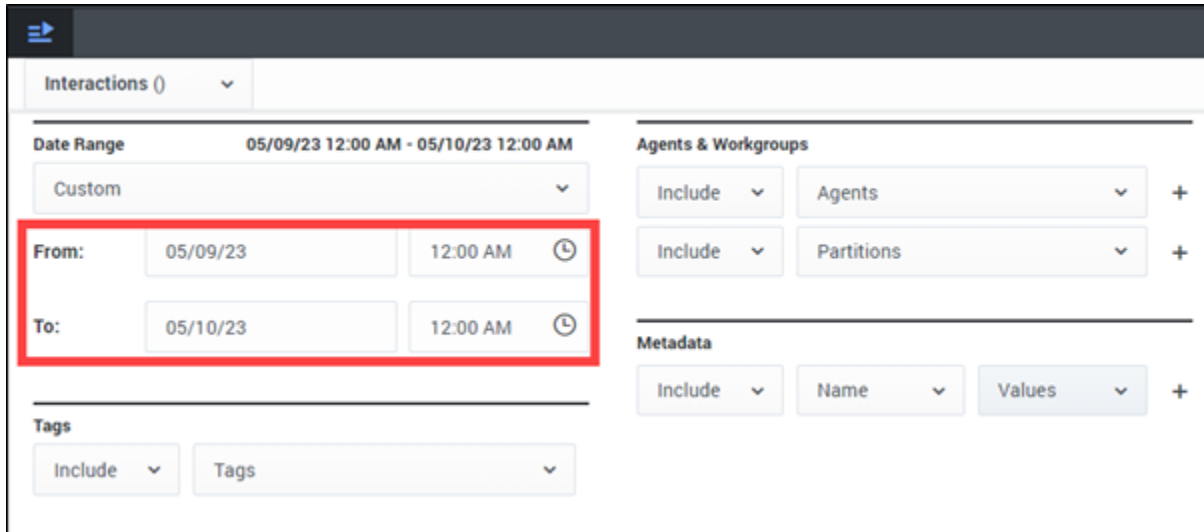 Interactions ()
Date Range 05/09/23 12:00 AM - 05/10/23 12:00 AM
Custom
From: 05/09/23 12:00 AM
To: 05/10/23 12:00 AM
Tags
Include Tags
Agents & Workgroups
Include Agents +
Include Partitions +
Metadata
Include Name Values +